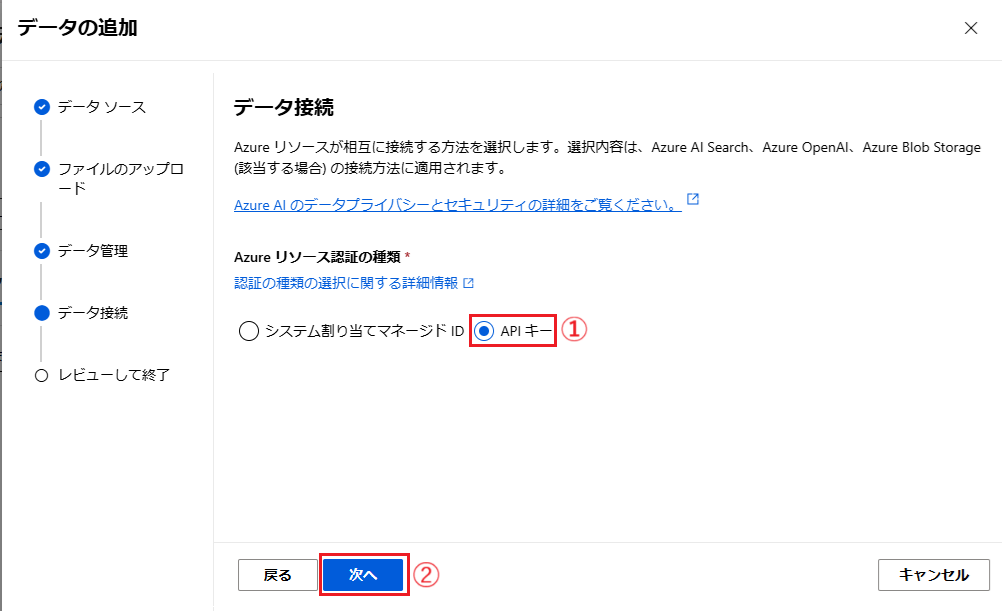 データの追加
データ ソース
ファイルのアップロ
ード
データ管理
データ接続
レビューして終了
データ接続
Azure リソースが相互に接続する方法を選択します。選択内容は、Azure AI Search、Azure OpenAI、Azure Blob Storage
(該当する場合) の接続方法に適用されます。
Azure AI のデータプライバシーとセキュリティの詳細をご覧ください。
Azure リソース認証の種類 *
認証の種類の選択に関する詳細情報
システム割り当てマネージド ID API キー ①
戻る 次へ ② キャンセル